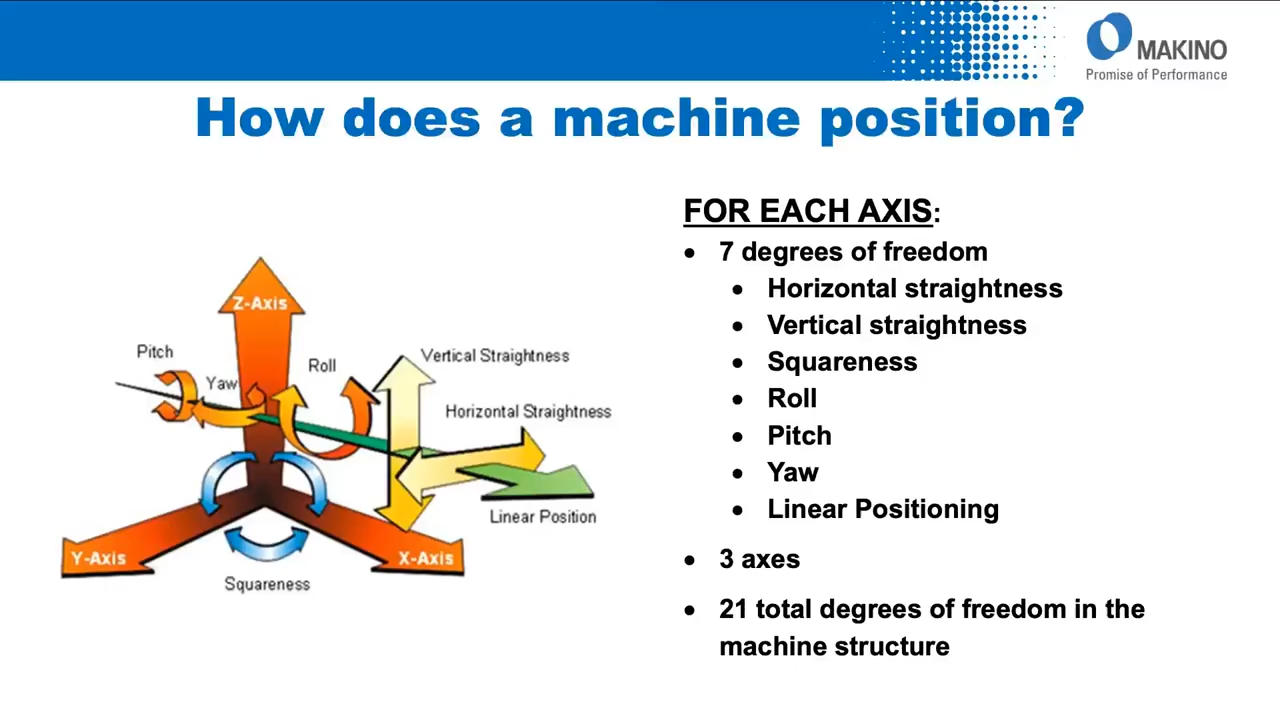 MAKINO
Promise of Performance
How does a machine position?
Z-Axis
Pitch
Yaw
Roll
Vertical Straightness
Horizontal Straightness
Linear Position
Y-Axis
X-Axis
Squareness
FOR EACH AXIS:
• 7 degrees of freedom
• Horizontal straightness
• Vertical straightness
• Squareness
• Roll
• Pitch
• Yaw
• Linear Positioning
• 3 axes
• 21 total degrees of freedom in the
machine structure